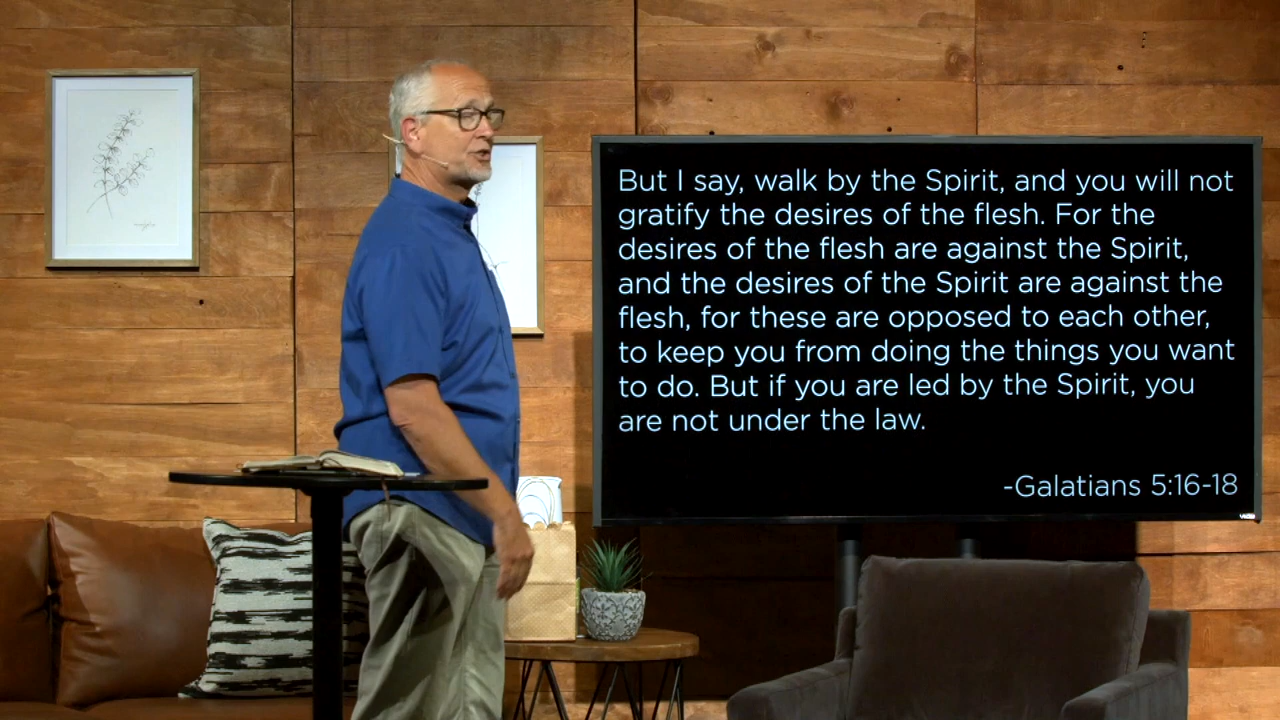 But I say, walk by the Spirit, and you will not
gratify the desires of the flesh. For the
desires of the flesh are against the Spirit,
and the desires of the Spirit are against the
flesh, for these are opposed to each other,
to keep you from doing the things you want
to do. But if you are led by the Spirit, you
are not under the law.
-Galatians 5:16-18